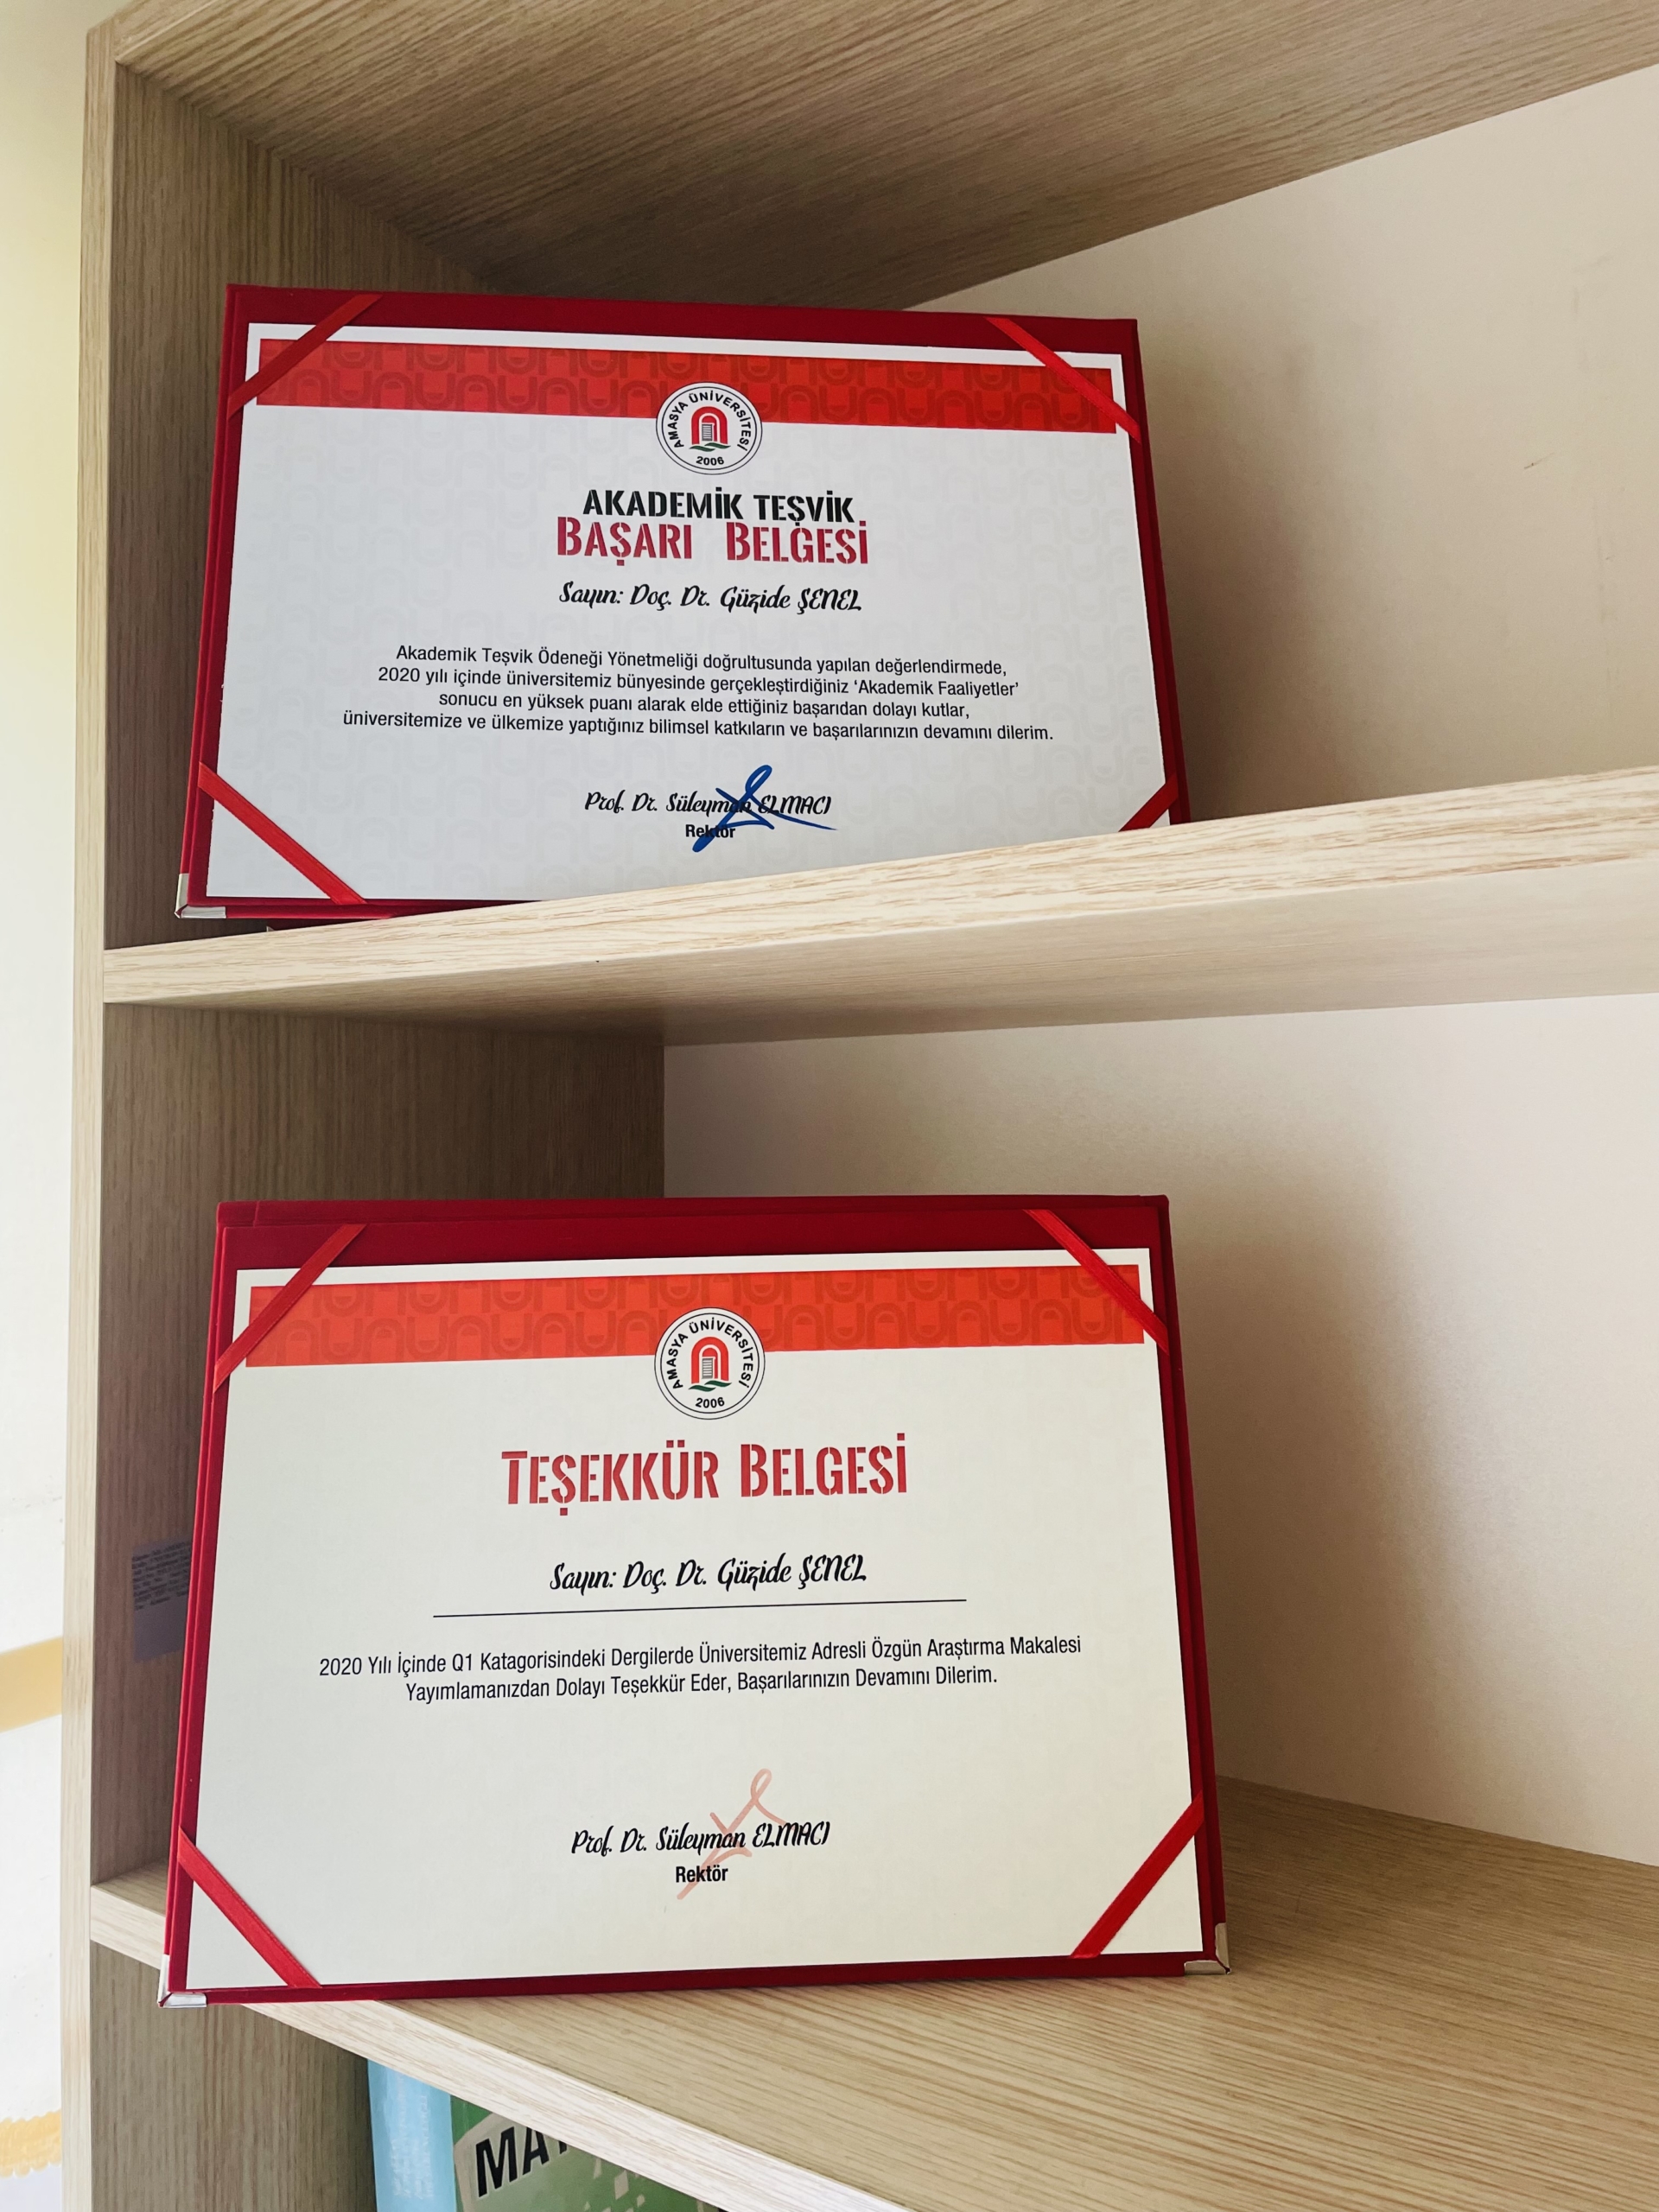 AMASYA ÜNİVERSİTESİ
2006
AKADEMİK TEŞVİK
BAŞARI BELGESİ
Sayın: Doç. Dr. Güzide ŞENEL
Akademik Teşvik Ödeneği Yönetmeliği doğrultusunda yapılan değerlendirmede,
2020 yılı içinde üniversitemiz bünyesinde gerçekleştirdiğiniz ‘Akademik Faaliyetler’
sonucu en yüksek puanı alarak elde ettiğiniz başarıdan dolayı kutlar,
üniversitemize ve ülkemize yaptığınız bilimsel katkıların ve başarılarınızın devamını dilerim.
Prof. Dr. Süleyman ELMACI
Rektör
AMASYA ÜNİVERSİTESİ
2006
TEŞEKKÜR BELGESİ
Sayın: Doç. Dr. Güzide ŞENEL
2020 Yılı İçinde Q1 Katagorisindeki Dergilerde Üniversitemiz Adresli Özgün Araştırma Makalesi
Yayımlamanızdan Dolayı Teşekkür Eder, Başarılarınızın Devamını Dilerim.
Prof. Dr. Süleyman ELMACI
Rektör